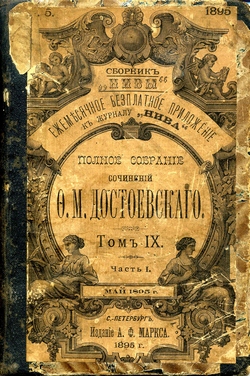 № 5.
1895
СБОРНИКЪ
„НИВЫ“
ЕЖЕМѢСЯЧНОЕ БЕЗПЛАТНОЕ ПРИЛОЖЕНІЕ
КЪ ЖУРНАЛУ „НИВА“
ПОЛНОЕ СОБРАНІЕ
СОЧИНЕНІЙ
Ѳ. М. ДОСТОЕВСКАГО.
ТОМЪ IX.
Часть I.
МАЙ 1895 г.
С.-ПЕТЕРБУРГЪ.
Изданіе А. Ф. МАРКСА.
1895 г.